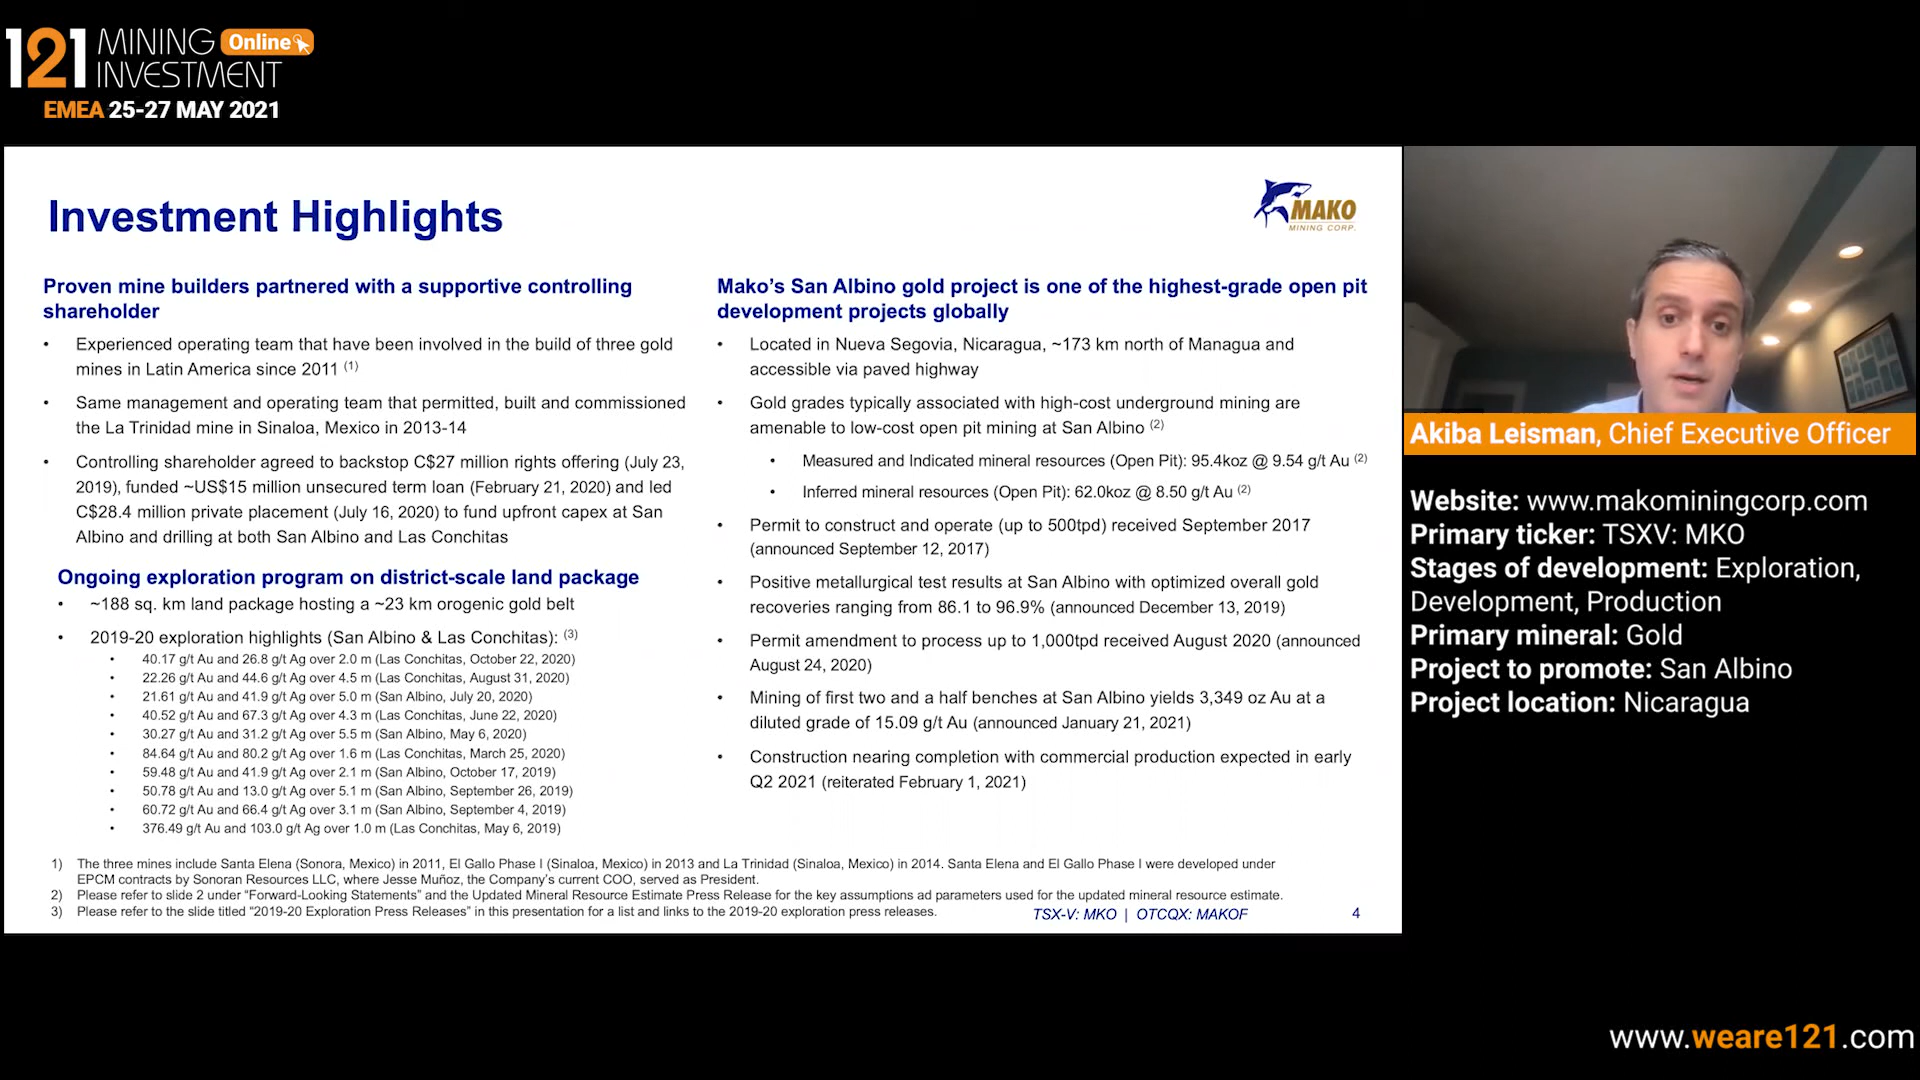 121 MINING INVESTMENT Online
EMEA 25-27 MAY 2021
Investment Highlights
MAKO
MINING CORP.
Proven mine builders partnered with a supportive controlling
shareholder
• Experienced operating team that have been involved in the build of three gold
mines in Latin America since 2011 (1)
• Same management and operating team that permitted, built and commissioned
the La Trinidad mine in Sinaloa, Mexico in 2013-14
• Controlling shareholder agreed to backstop C$27 million rights offering (July 23,
2019), funded ~US$15 million unsecured term loan (February 21, 2020) and led
C$28.4 million private placement (July 16, 2020) to fund upfront capex at San
Albino and drilling at both San Albino and Las Conchitas
Ongoing exploration program on district-scale land package
• ~188 sq. km land package hosting a ~23 km orogenic gold belt
• 2019-20 exploration highlights (San Albino & Las Conchitas): (3)
• 40.17 g/t Au and 26.8 g/t Ag over 2.0 m (Las Conchitas, October 22, 2020)
• 22.26 g/t Au and 44.6 g/t Ag over 4.5 m (Las Conchitas, August 31, 2020)
• 21.61 g/t Au and 41.9 g/t Ag over 5.0 m (San Albino, July 20, 2020)
• 40.52 g/t Au and 67.3 g/t Ag over 4.3 m (Las Conchitas, June 22, 2020)
• 30.27 g/t Au and 31.2 g/t Ag over 5.5 m (San Albino, May 6, 2020)
• 84.64 g/t Au and 80.2 g/t Ag over 1.6 m (Las Conchitas, March 25, 2020)
• 59.48 g/t Au and 41.9 g/t Ag over 2.1 m (San Albino, October 17, 2019)
• 50.78 g/t Au and 13.0 g/t Ag over 5.1 m (San Albino, September 26, 2019)
• 60.72 g/t Au and 66.4 g/t Ag over 3.1 m (San Albino, September 4, 2019)
• 376.49 g/t Au and 103.0 g/t Ag over 1.0 m (Las Conchitas, May 6, 2019)
Mako's San Albino gold project is one of the highest-grade open pit
development projects globally
• Located in Nueva Segovia, Nicaragua, ~173 km north of Managua and
accessible via paved highway
• Gold grades typically associated with high-cost underground mining are
amenable to low-cost open pit mining at San Albino (2)
• Measured and Indicated mineral resources (Open Pit): 95.4koz @ 9.54 g/t Au (2)
• Inferred mineral resources (Open Pit): 62.0koz @ 8.50 g/t Au (2)
• Permit to construct and operate (up to 500tpd) received September 2017
(announced September 12, 2017)
• Positive metallurgical test results at San Albino with optimized overall gold
recoveries ranging from 86.1 to 96.9% (announced December 13, 2019)
• Permit amendment to process up to 1,000tpd received August 2020 (announced
August 24, 2020)
• Mining of first two and a half benches at San Albino yields 3,349 oz Au at a
diluted grade of 15.09 g/t Au (announced January 21, 2021)
• Construction nearing completion with commercial production expected in early
Q2 2021 (reiterated February 1, 2021)
1) The three mines include Santa Elena (Sonora, Mexico) in 2011, El Gallo Phase I (Sinaloa, Mexico) in 2013 and La Trinidad (Sinaloa, Mexico) in 2014. Santa Elena and El Gallo Phase I were developed under
EPCM contracts by Sonoran Resources LLC, where Jesse Muñoz, the Company's current COO, served as President.
2) Please refer to slide 2 under "Forward-Looking Statements" and the Updated Mineral Resource Estimate Press Release for the key assumptions ad parameters used for the updated mineral resource estimate.
3) Please refer to the slide titled "2019-20 Exploration Press Releases" in this presentation for a list and links to the 2019-20 exploration press releases.
TSX-V: MKO | OTCQX: MAKOF
4
Akiba Leisman, Chief Executive Officer
Website: www.makominingcorp.com
Primary ticker: TSXV: MKO
Stages of development: Exploration,
Development, Production
Primary mineral: Gold
Project to promote: San Albino
Project location: Nicaragua
www.weare121.com